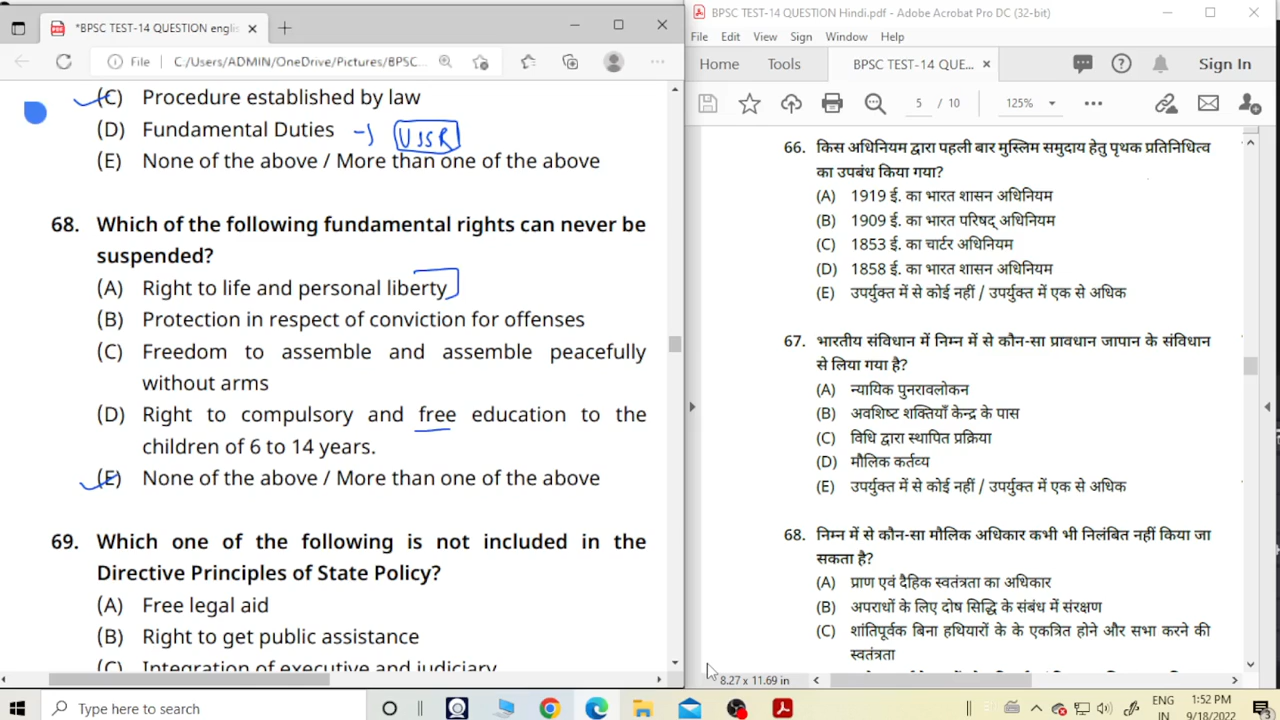 *BPSC TEST-14 QUESTION englis
File
C:/Users/ADMIN/OneDrive/Pictures/BPSC...
(C) Procedure established by law
(D) Fundamental Duties → USSR
(E) None of the above / More than one of the above
68. Which of the following fundamental rights can never be
suspended?
(A) Right to life and personal liberty
(B) Protection in respect of conviction for offenses
(C) Freedom to assemble and assemble peacefully
without arms
(D) Right to compulsory and free education to the
children of 6 to 14 years.
(E) None of the above / More than one of the above
69. Which one of the following is not included in the
Directive Principles of State Policy?
(A) Free legal aid
(B) Right to get public assistance
(C) Integration of executive and judiciary
BPSC TEST-14 QUESTION Hindi.pdf - Adobe Acrobat Pro DC (32-bit)
File Edit View Sign Window Help
Home Tools BPSC TEST-14 QUE... Sign In
5 / 10 125%
66. किस अधिनियम द्वारा पहली बार मुस्लिम समुदाय हेतु पृथक प्रतिनिधित्व
का उपबंध किया गया?
(A) 1919 ई. का भारत शासन अधिनियम
(B) 1909 ई. का भारत परिषद् अधिनियम
(C) 1853 ई. का चार्टर अधिनियम
(D) 1858 ई. का भारत शासन अधिनियम
(E) उपर्युक्त में से कोई नहीं / उपर्युक्त में एक से अधिक
67. भारतीय संविधान में निम्न में से कौन-सा प्रावधान जापान के संविधान
से लिया गया है?
(A) न्यायिक पुनरावलोकन
(B) अवशिष्ट शक्तियाँ केन्द्र के पास
(C) विधि द्वारा स्थापित प्रक्रिया
(D) मौलिक कर्तव्य
(E) उपर्युक्त में से कोई नहीं / उपर्युक्त में एक से अधिक
68. निम्न में से कौन-सा मौलिक अधिकार कभी भी निलंबित नहीं किया जा
सकता है?
(A) प्राण एवं दैहिक स्वतंत्रता का अधिकार
(B) अपराधों के लिए दोष सिद्धि के संबंध में संरक्षण
(C) शांतिपूर्वक बिना हथियारों के के एकत्रित होने और सभा करने की
स्वतंत्रता
8.27 x 11.69 in
Type here to search
ENG
IN
1:52 PM
9/18/2022